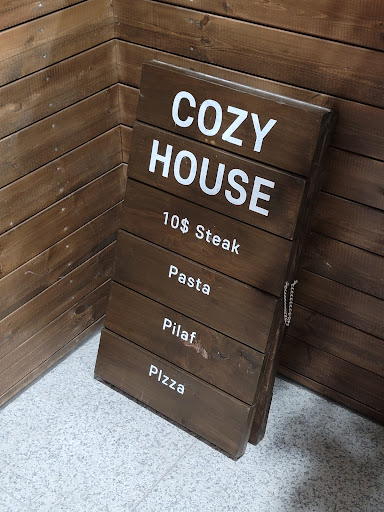 COZY
HOUSE
10$ Steak
Pasta
Pilaf
PIzza